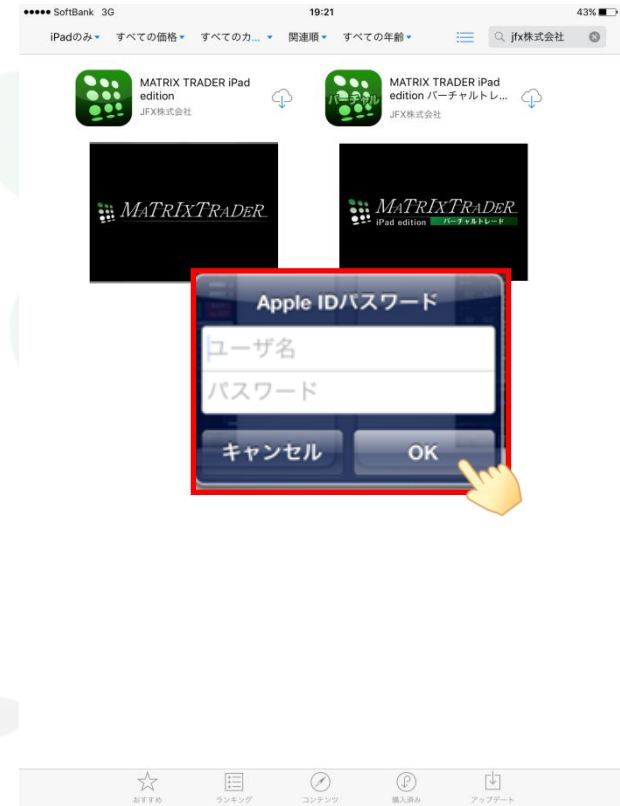 SoftBank 3G 19:21 43%
iPadのみ すべての価格 すべてのカ... 関連順 すべての年齢 jfx株式会社
MATRIX TRADER iPad
edition
JFX株式会社
バーチャル
MATRIX TRADER iPad
edition バーチャルトレ...
JFX株式会社
MATRIXTRADER
MATRIXTRADER
iPad edition バーチャルトレード
Apple IDパスワード
ユーザ名
パスワード
キャンセル OK
おすすめ ランキング コンテンツ 購入済み アップデート